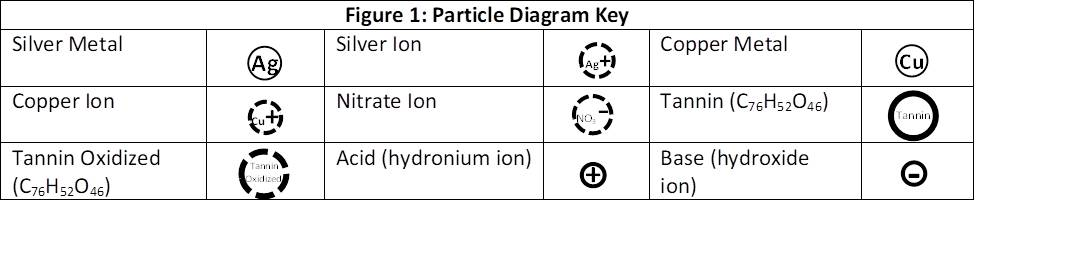 Figure 1: Particle Diagram Key
Silver Metal
Ag
Silver Ion
Ag+
Copper Metal
Cu
Copper Ion
Cu+
Nitrate Ion
NO₃-
Tannin (C₇₆H₅₂O₄₆)
Tannin
Tannin Oxidized
(C₇₆H₅₂O₄₆)
Tannin
Oxidized
Acid (hydronium ion)
+
Base (hydroxide
ion)
-